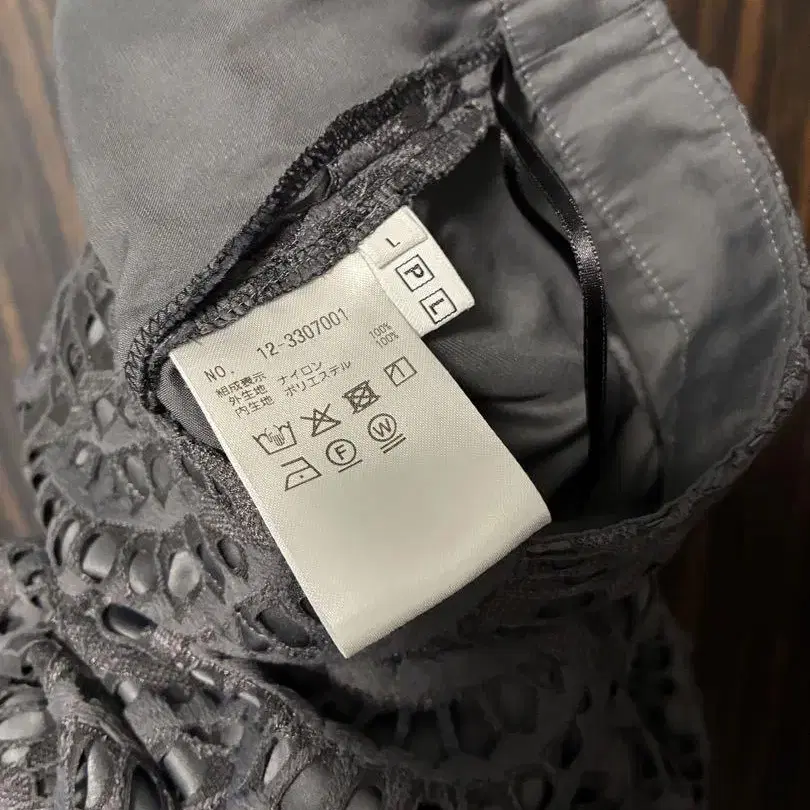 L
P
L
NO. 12-3307001
組成表示
外生地 ナイロン 100%
内生地 ポリエステル 100%
F W